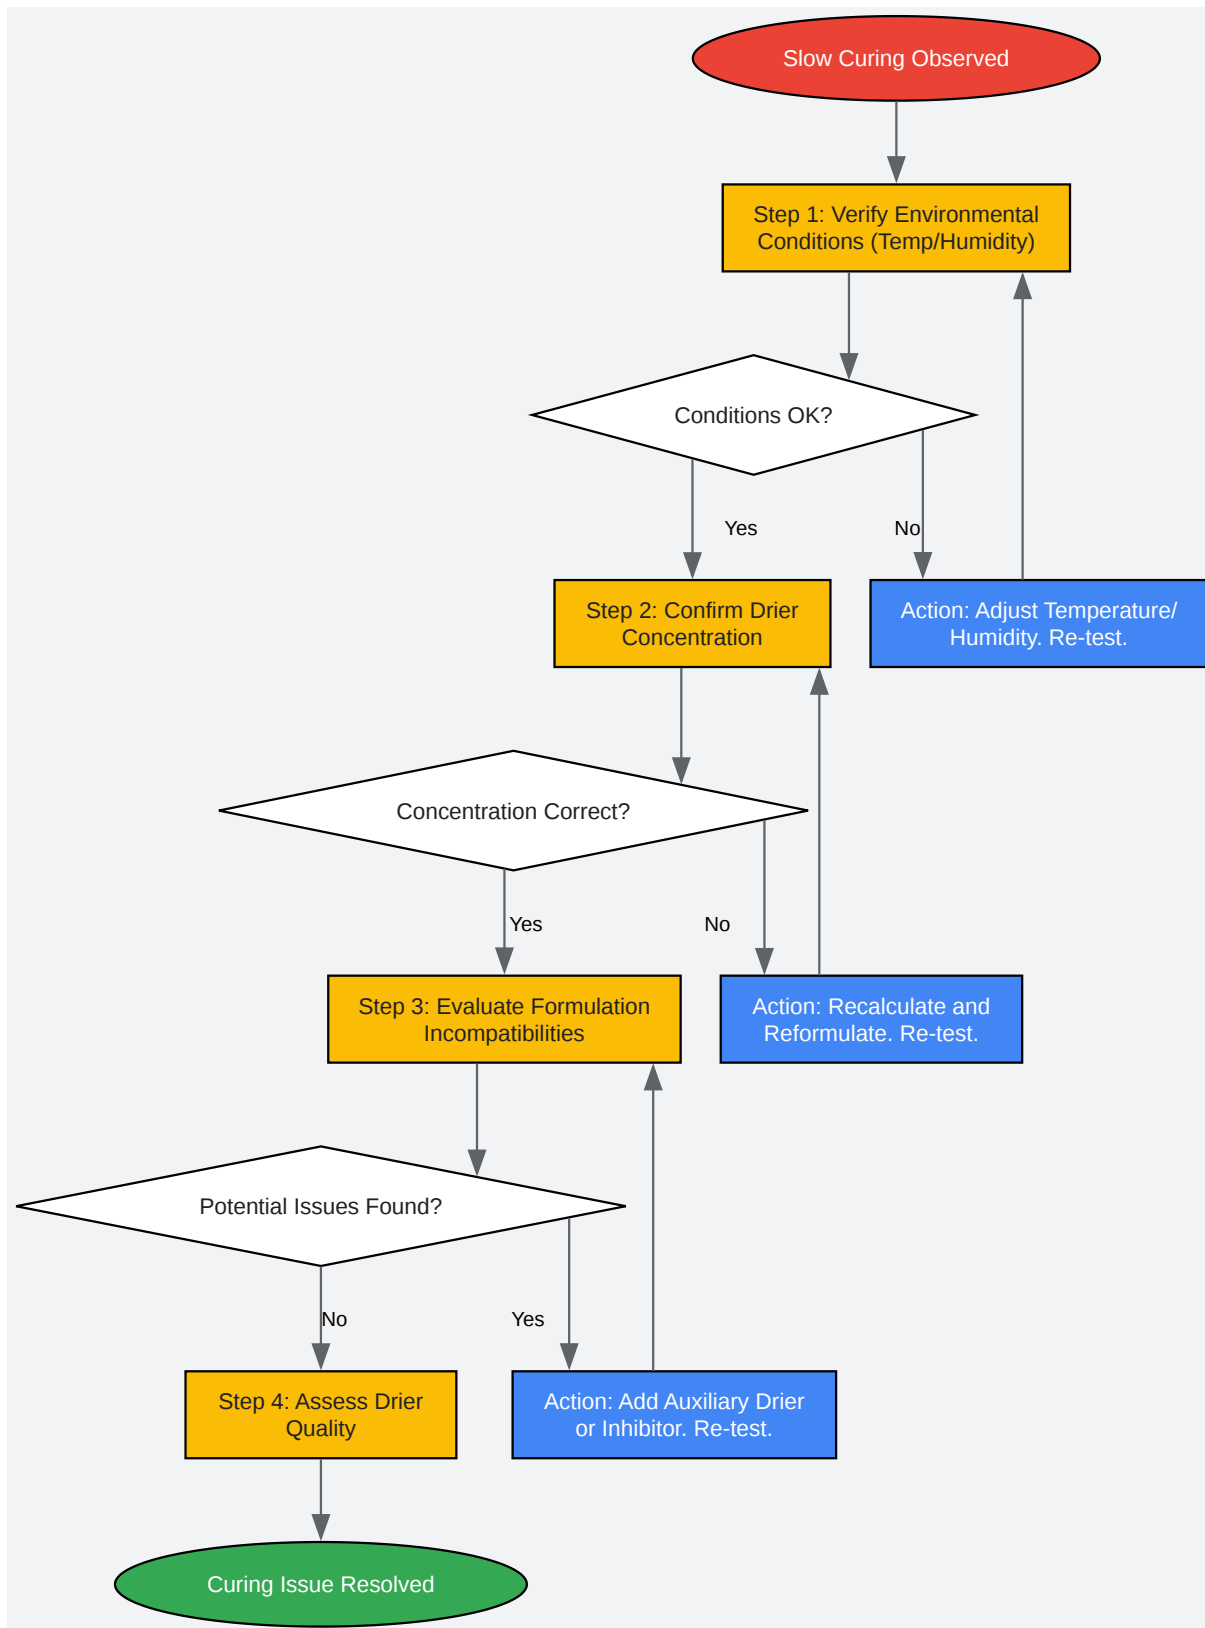 Slow Curing Observed
Step 1: Verify Environmental
Conditions (Temp/Humidity)
Conditions OK?
Yes
No
Step 2: Confirm Drier
Concentration
Action: Adjust Temperature/
Humidity. Re-test.
Concentration Correct?
Yes
No
Step 3: Evaluate Formulation
Incompatibilities
Action: Recalculate and
Reformulate. Re-test.
Potential Issues Found?
No
Yes
Step 4: Assess Drier
Quality
Action: Add Auxiliary Drier
or Inhibitor. Re-test.
Curing Issue Resolved